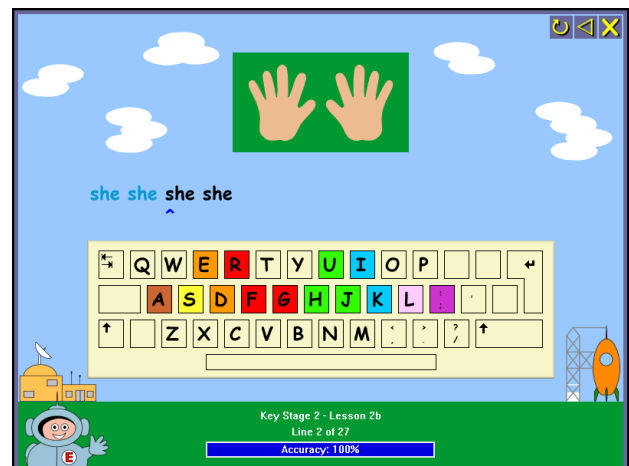 she she she she
^
Q W E R T Y U I O P
A S D F G H J K L : ;
Z X C V B N M < , > . ? /
Key Stage 2 - Lesson 2b
Line 2 of 27
E
Accuracy: 100%